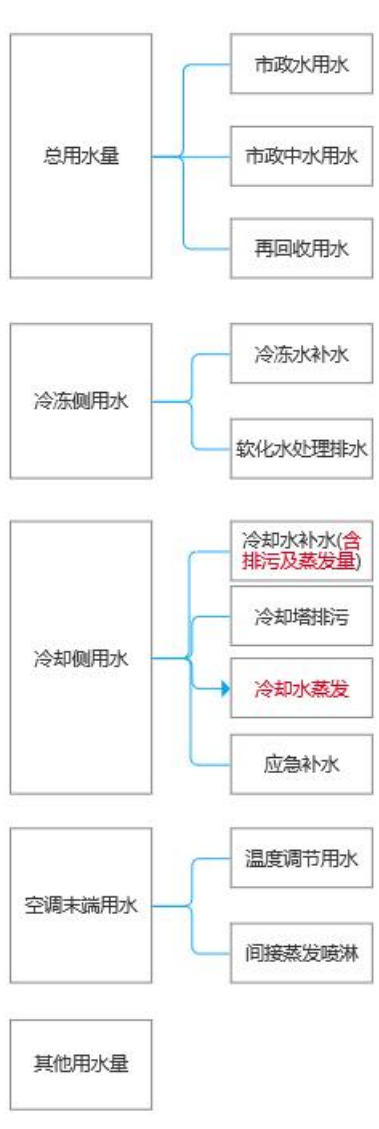 总用水量
市政水用水
市政中水用水
再回收用水
冷冻侧用水
冷冻水补水
软化水处理排水
冷却侧用水
冷却水补水(含
排污及蒸发量)
冷却塔排污
冷却水蒸发
应急补水
空调末端用水
温度调节用水
间接蒸发喷淋
其他用水量